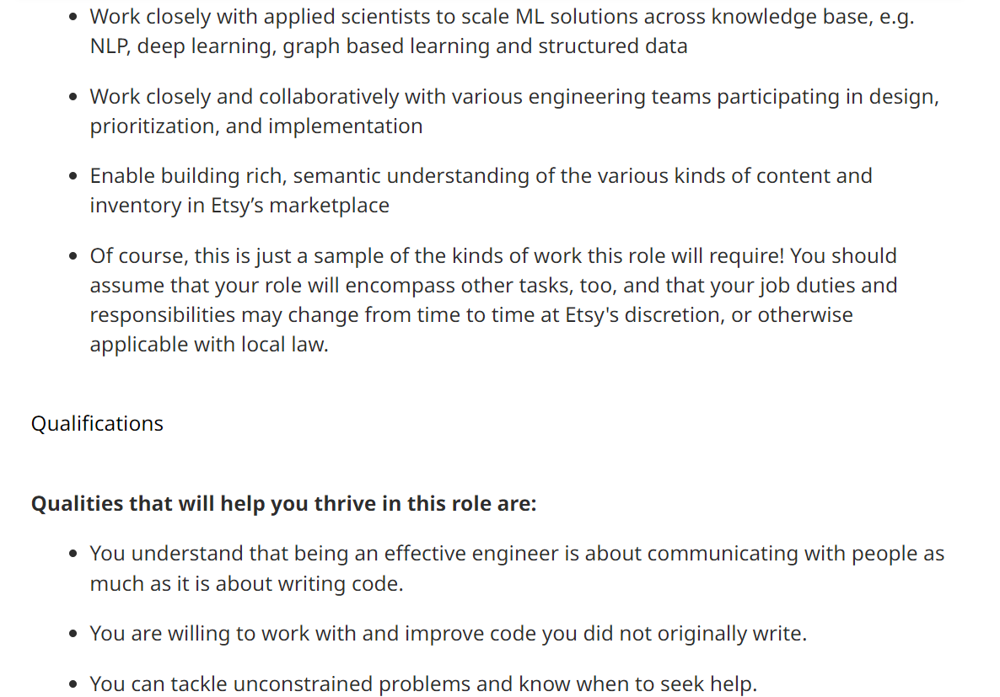 • Work closely with applied scientists to scale ML solutions across knowledge base, e.g.
NLP, deep learning, graph based learning and structured data
• Work closely and collaboratively with various engineering teams participating in design,
prioritization, and implementation
• Enable building rich, semantic understanding of the various kinds of content and
inventory in Etsy’s marketplace
• Of course, this is just a sample of the kinds of work this role will require! You should
assume that your role will encompass other tasks, too, and that your job duties and
responsibilities may change from time to time at Etsy's discretion, or otherwise
applicable with local law.
Qualifications
Qualities that will help you thrive in this role are:
• You understand that being an effective engineer is about communicating with people as
much as it is about writing code.
• You are willing to work with and improve code you did not originally write.
• You can tackle unconstrained problems and know when to seek help.